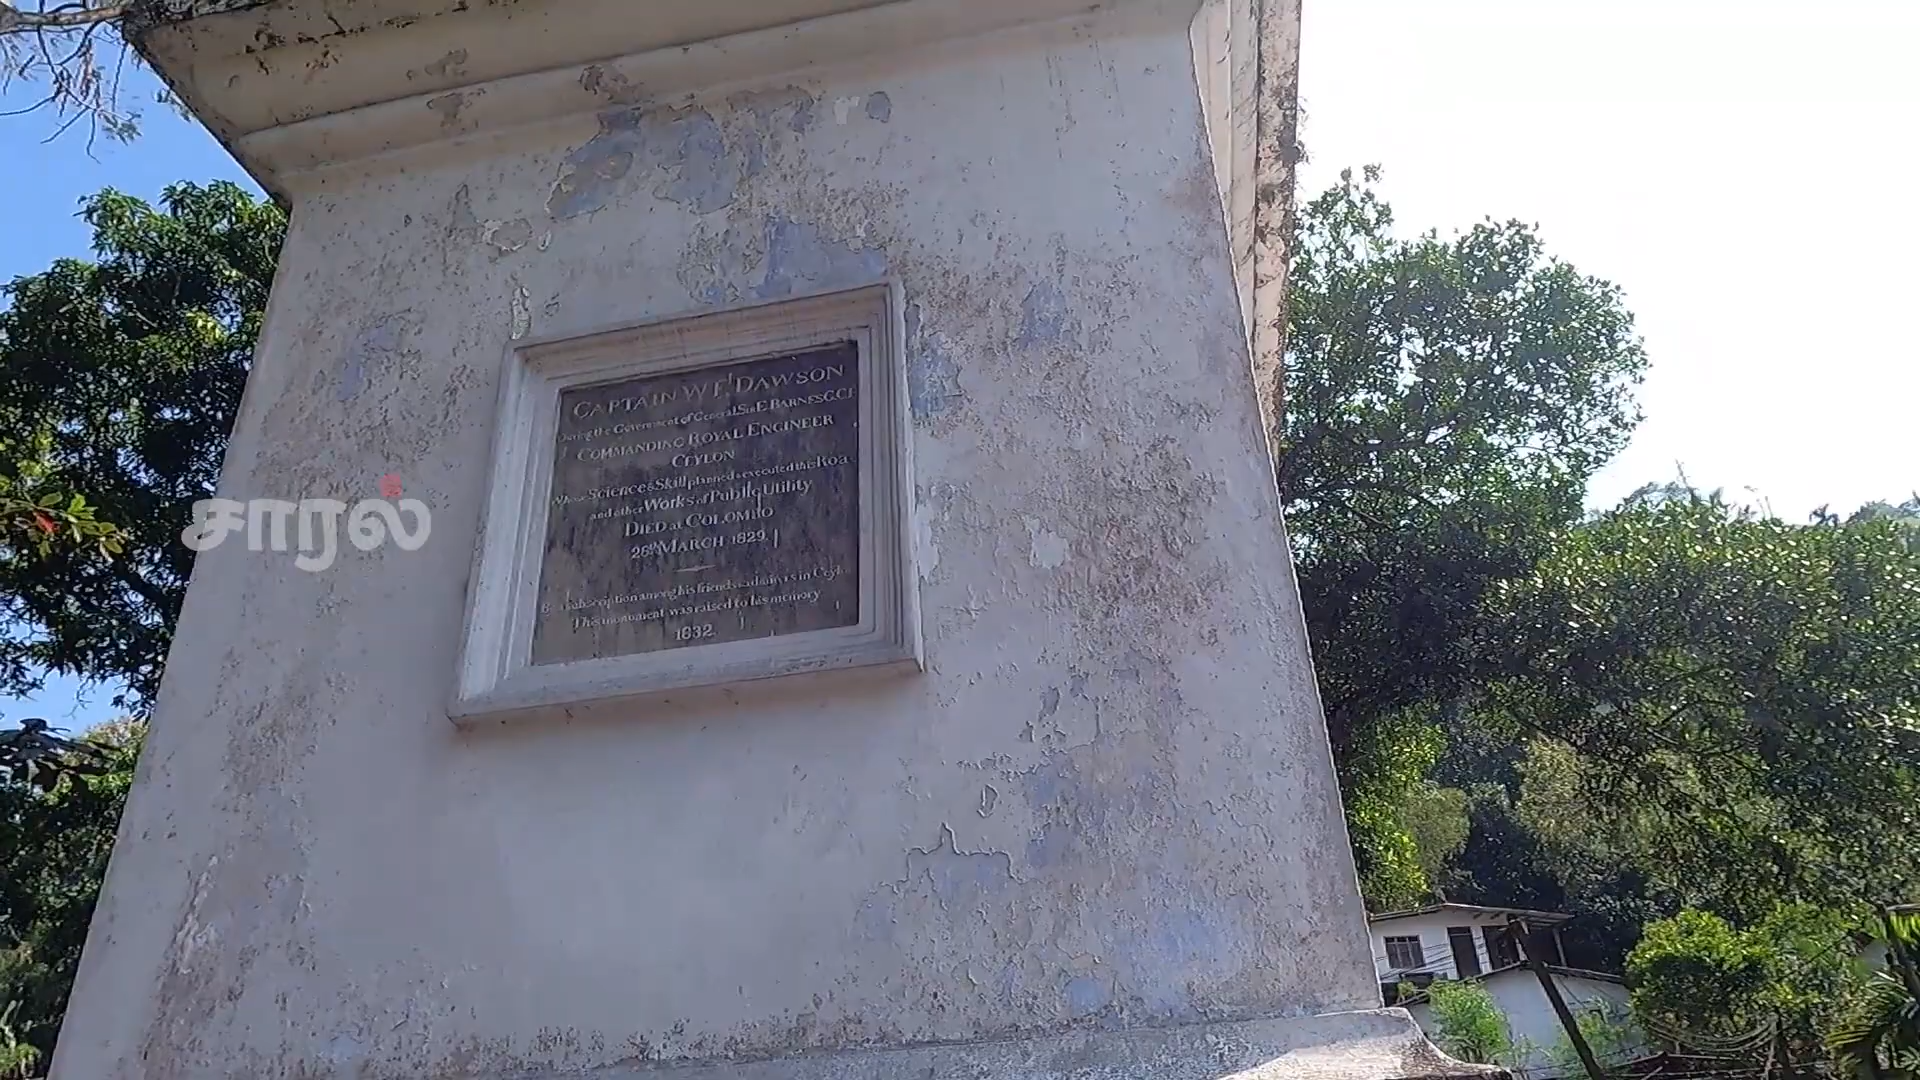 CAPTAIN W.F. DAWSON
During the Government of General Sir E. BARNES G.C.B
COMMANDING ROYAL ENGINEER
CEYLON
Whose Science & Skill planned & executed this Roa
and other Works of Public Utility
DIED at COLOMBO
28th MARCH 1829
By a subscription among his friends & admirers in Ceylon
This monument was raised to his memory
1832.
சாரல்